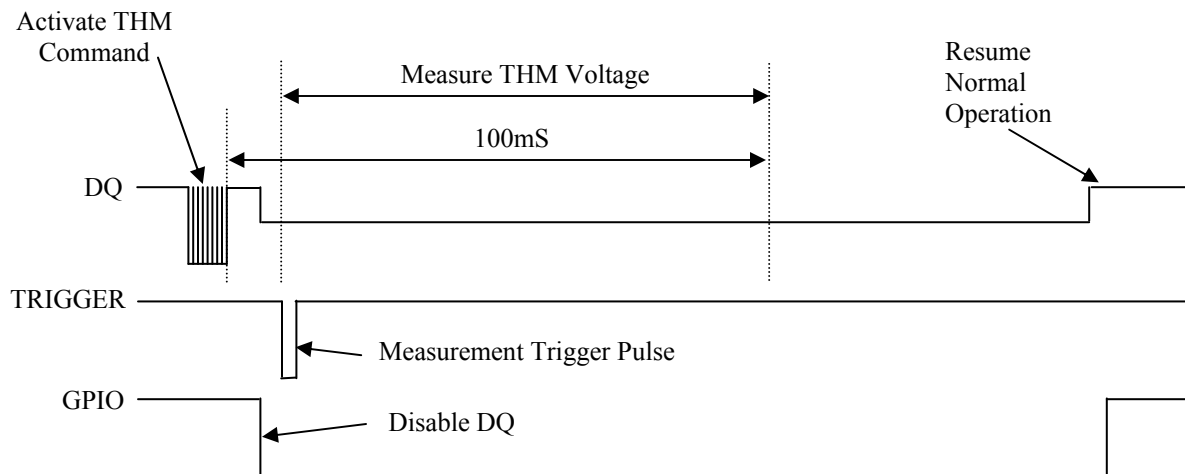 Activate THM
Command
Measure THM Voltage
Resume
Normal
Operation
100mS
DQ
TRIGGER
Measurement Trigger Pulse
GPIO
Disable DQ